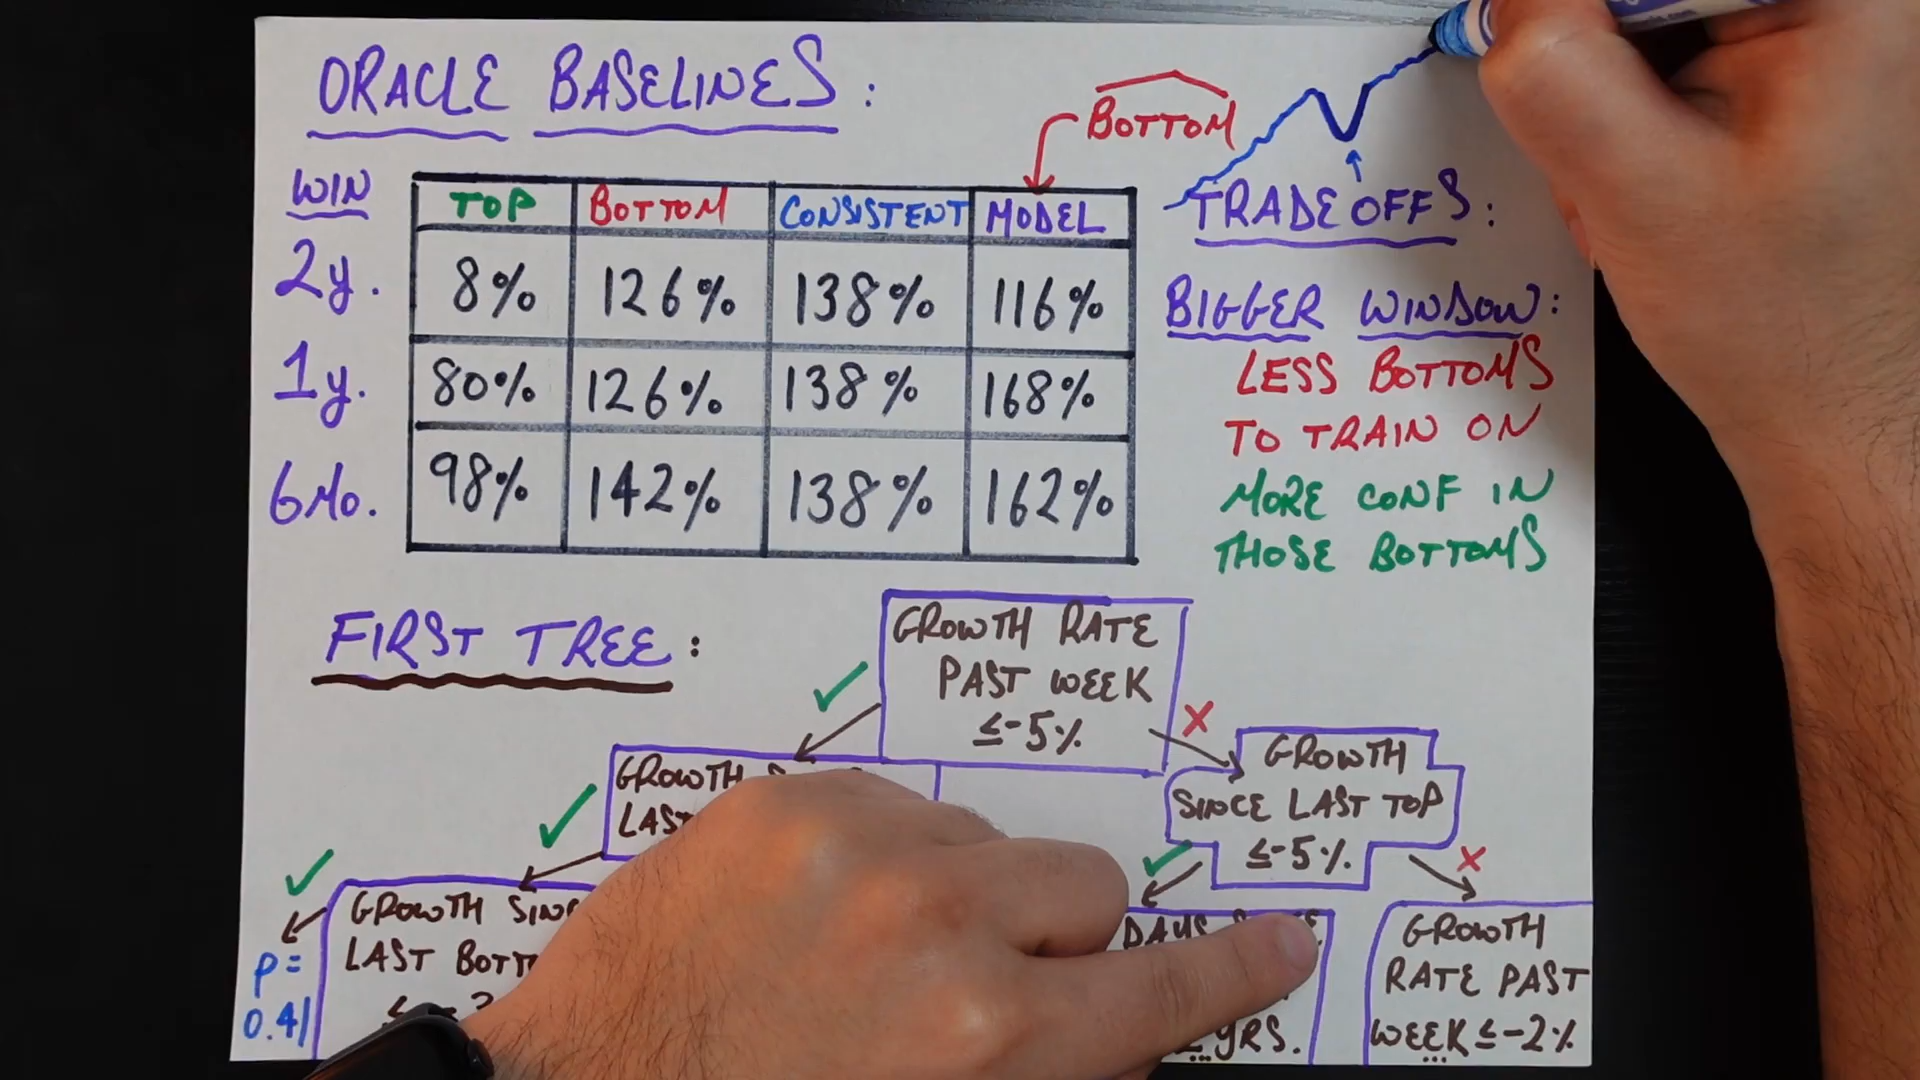 ORACLE BASELINES:
BOTTOM
WIN
TOP BOTTOM CONSISTENT MODEL
2y. 8% 126% 138% 116%
1y. 80% 126% 138% 168%
6Mo. 98% 142% 138% 162%
TRADEOFFS:
BIGGER WINDOW:
LESS BOTTOMS
TO TRAIN ON
MORE CONF IN
THOSE BOTTOMS
FIRST TREE:
GROWTH RATE
PAST WEEK
≤-5%
GROWTH
LAST
GROWTH
SINCE LAST TOP
≤-5%
GROWTH
LAST
p=
0.41
DAYS
YRS.
GROWTH
RATE PAST
WEEK ≤-2%
...